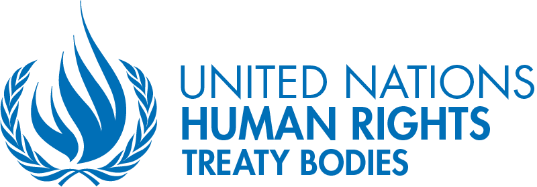 UNITED NATIONS
HUMAN RIGHTS
TREATY BODIES